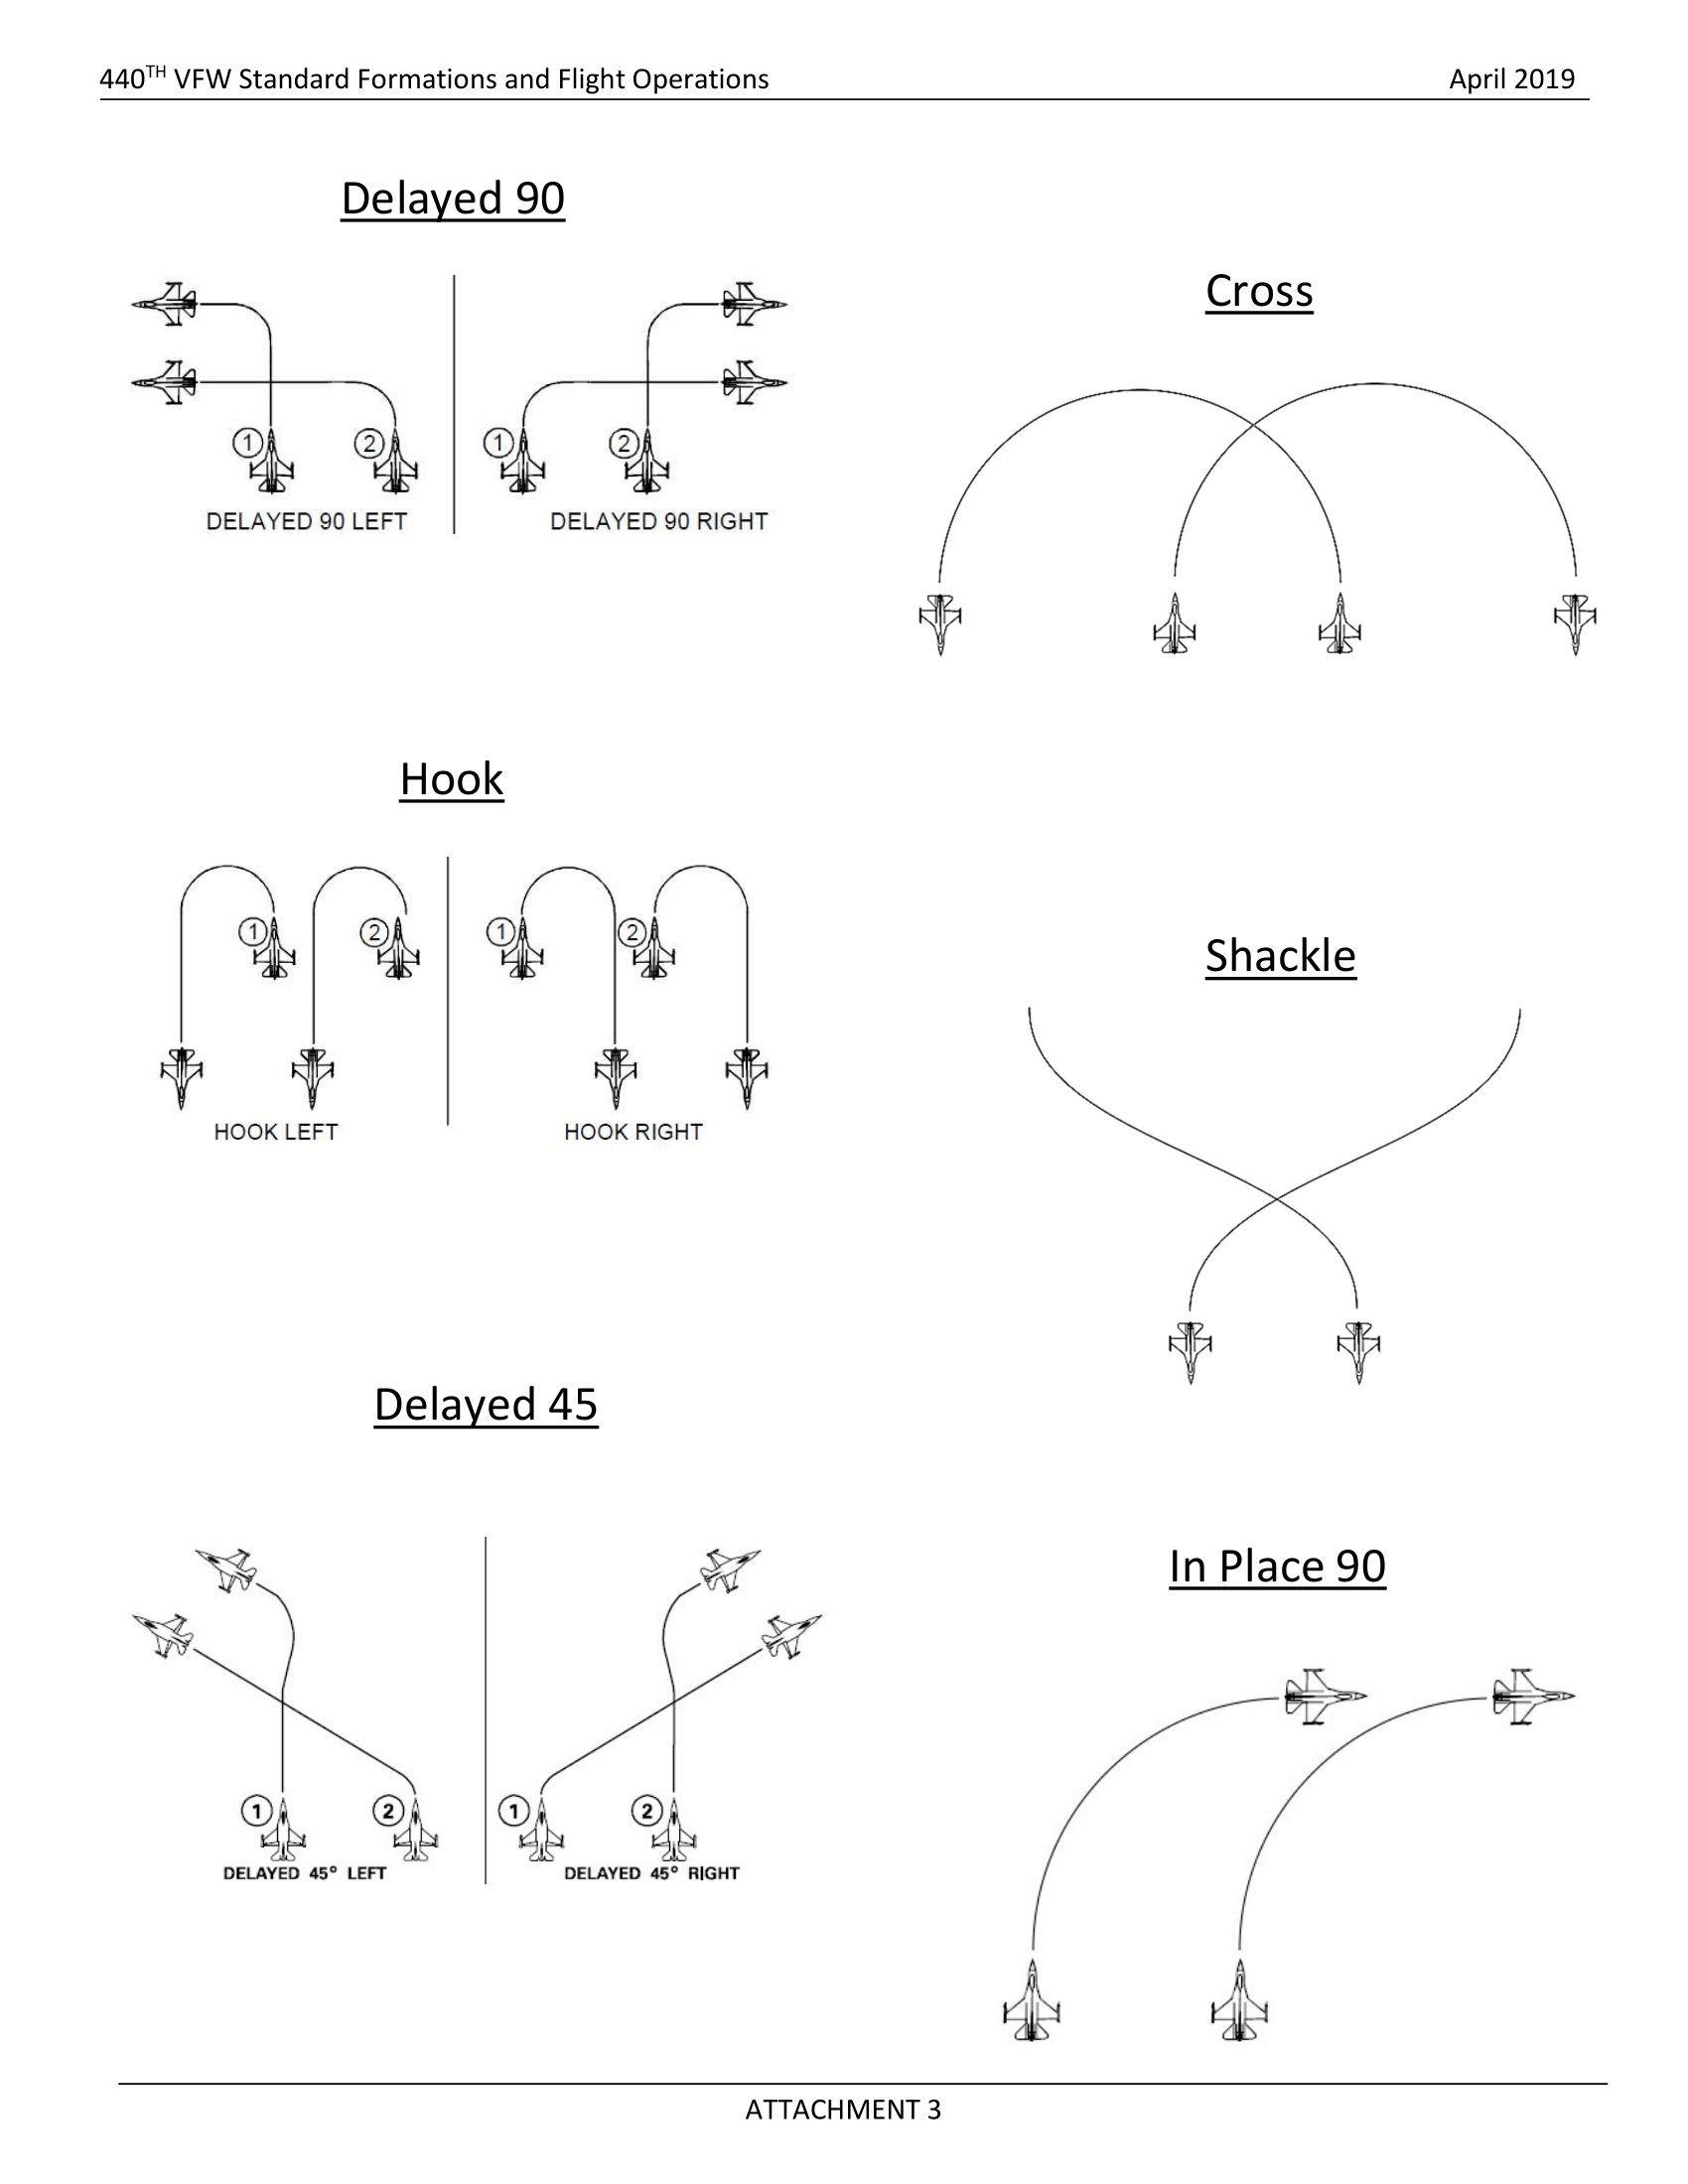 440TH VFW Standard Formations and Flight Operations April 2019
Delayed 90
1 2 1 2
DELAYED 90 LEFT DELAYED 90 RIGHT
Cross
Hook
1 2 1 2
HOOK LEFT HOOK RIGHT
Shackle
Delayed 45
1 2 1 2
DELAYED 45° LEFT DELAYED 45° RIGHT
In Place 90
ATTACHMENT 3